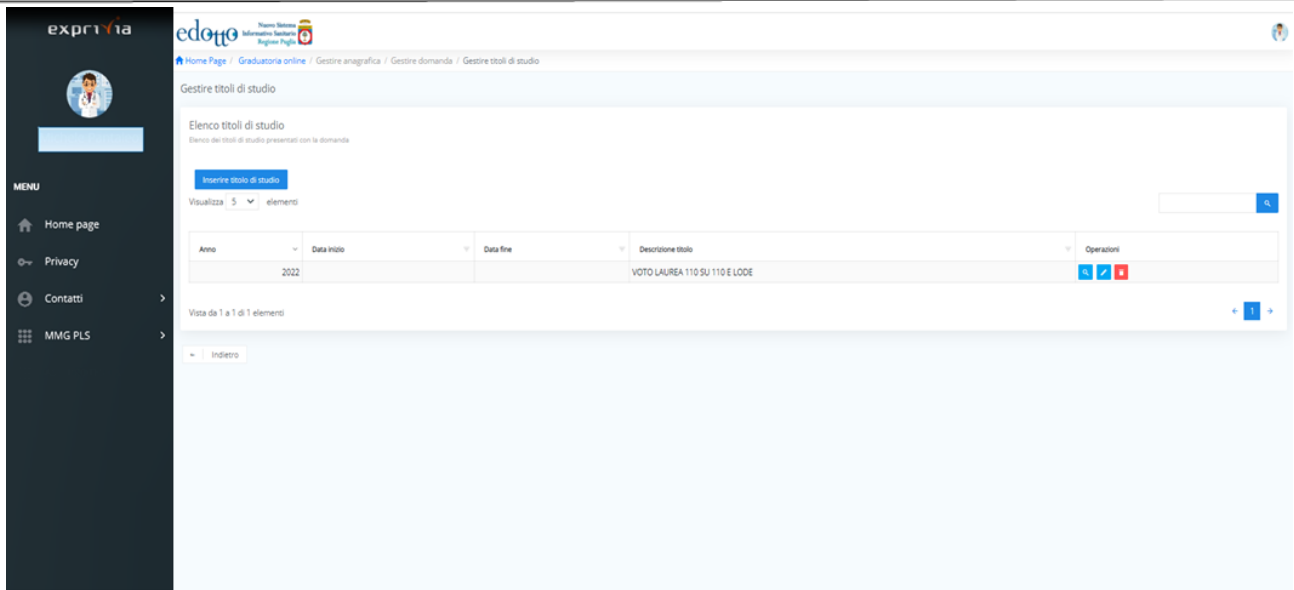 exprivia
edotto
Nuovo Sistema
Informativo Sanitario
Regione Puglia
Home Page / Graduatoria online / Gestire anagrafica / Gestire domanda / Gestire titoli di studio
Gestire titoli di studio
Elenco titoli di studio
Elenco dei titoli di studio presentati con la domanda
Inserire titolo di studio
Visualizza 5 elementi
MENU
Home page
Privacy
Contatti
MMG PLS
Anno Data inizio Data fine Descrizione titolo Operazioni
2022 VOTO LAUREA 110 SU 110 E LODE
Vista da 1 a 1 di 1 elementi
← 1 →
← Indietro